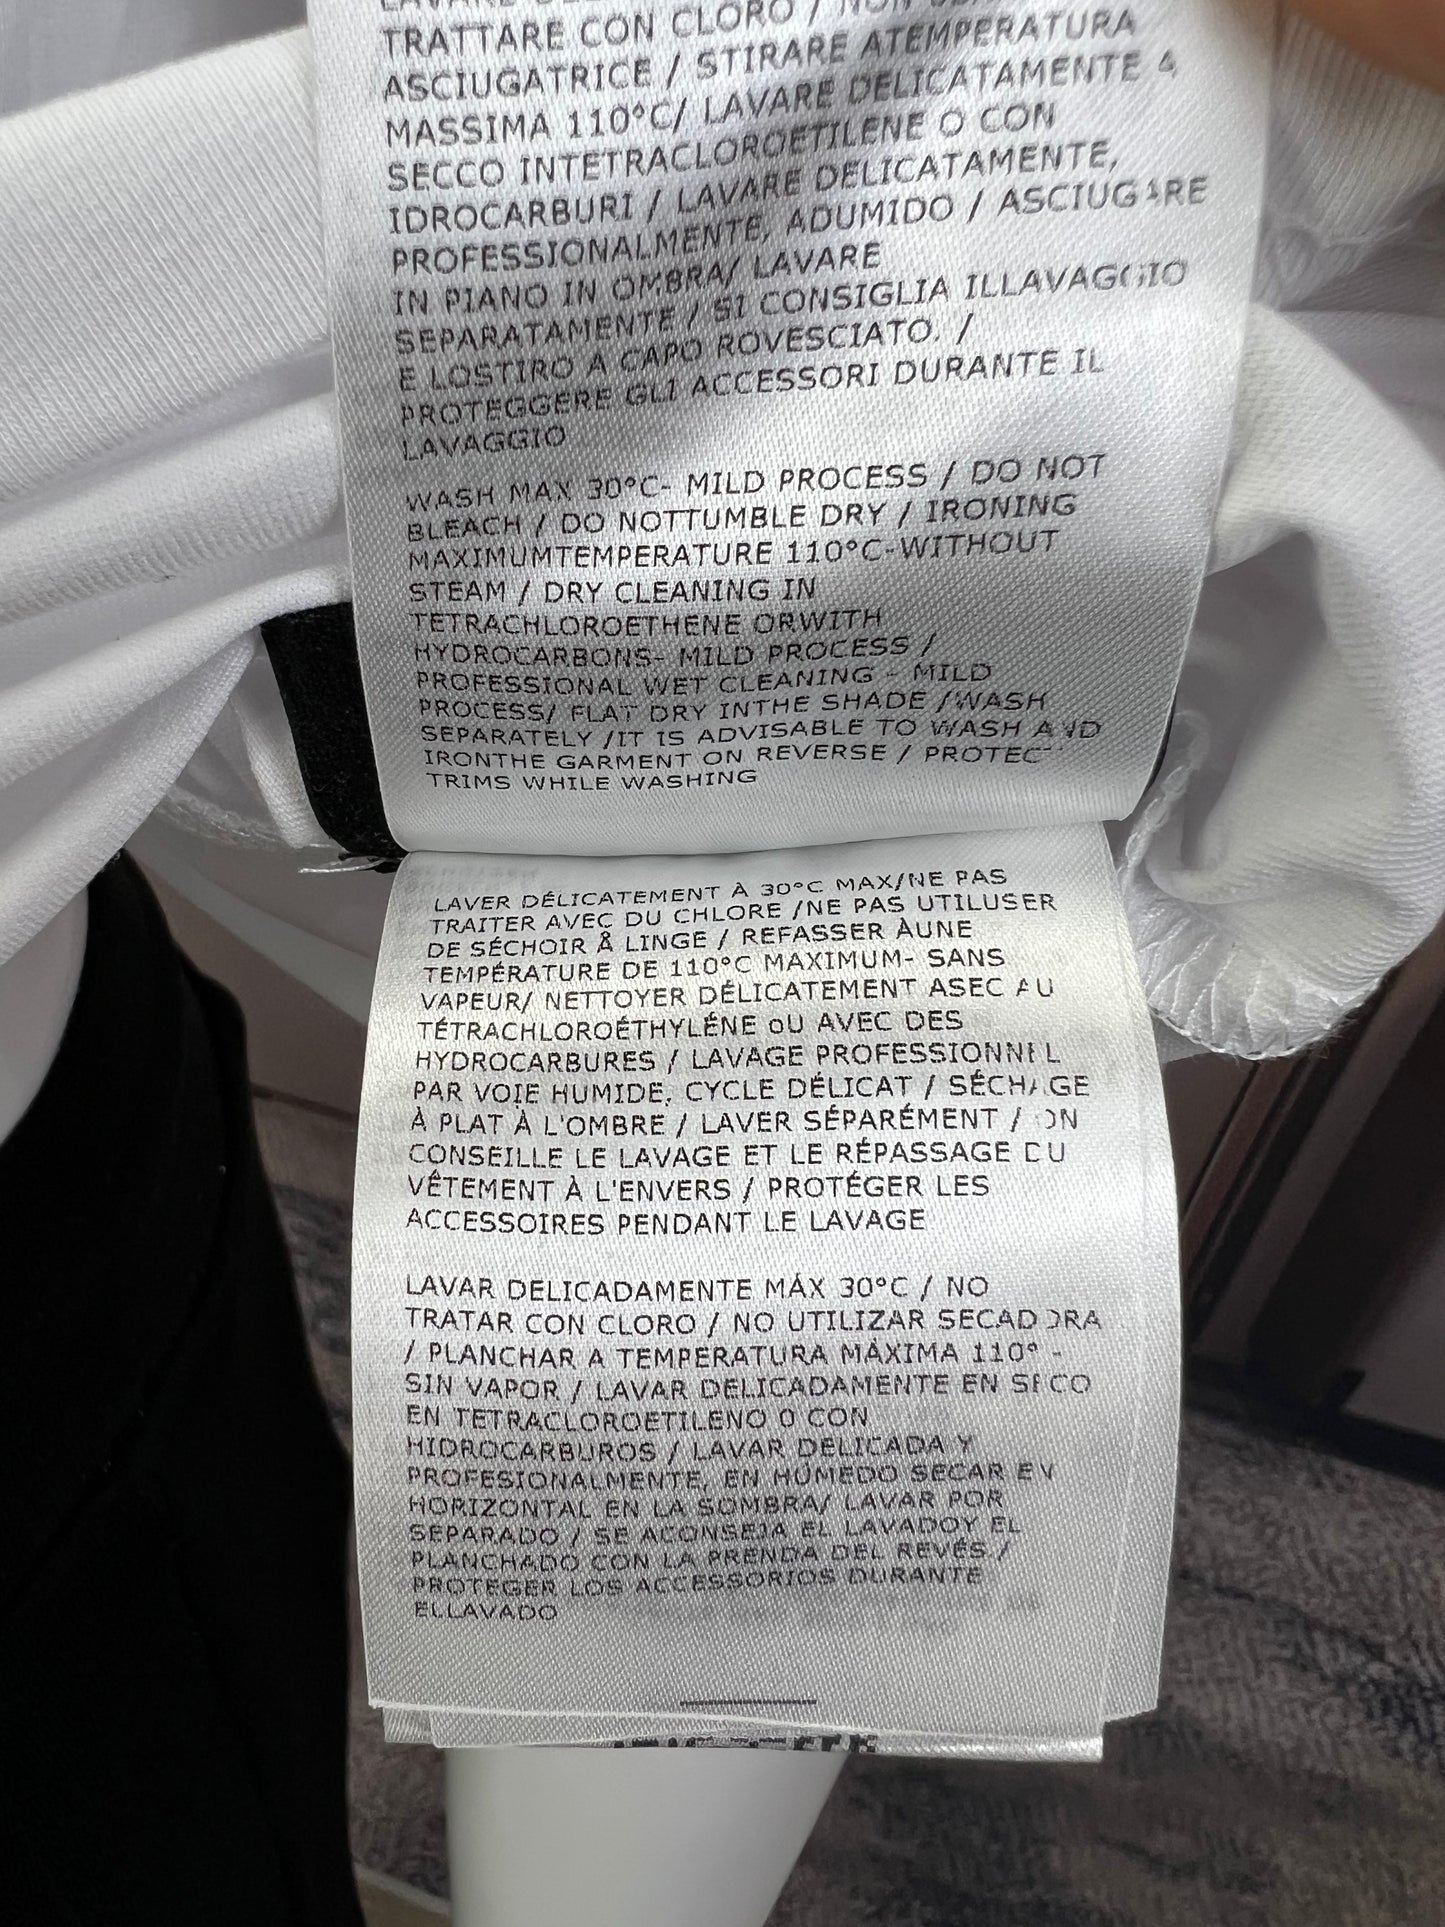 TRATTARE CON CLORO /
ASCIUGATRICE / STIRARE ATEMPERATURA
MASSIMA 110°C/ LAVARE DELICATAMENTE A
SECCO INTETRACLOROETILENE O CON
IDROCARBURI / LAVARE DELICATAMENTE,
PROFESSIONALMENTE, ADUMIDO / ASCIUGARE
IN PIANO IN OMBRA/ LAVARE
SEPARATAMENTE / SI CONSIGLIA ILLAVAGGIO
E LOSTIRO A CAPO ROVESCIATO. /
PROTEGGERE GLI ACCESSORI DURANTE IL
LAVAGGIO
WASH MAX 30°C- MILD PROCESS / DO NOT
BLEACH / DO NOTTUMBLE DRY / IRONING
MAXIMUMTEMPERATURE 110°C-WITHOUT
STEAM / DRY CLEANING IN
TETRACHLOROETHENE ORWITH
HYDROCARBONS- MILD PROCESS /
PROFESSIONAL WET CLEANING - MILD
PROCESS/ FLAT DRY INTHE SHADE /WASH
SEPARATELY /IT IS ADVISABLE TO WASH AND
IRONTHE GARMENT ON REVERSE / PROTECT
TRIMS WHILE WASHING
LAVER DÉLICATEMENT À 30°C MAX/NE PAS
TRAITER AVEC DU CHLORE /NE PAS UTILUSER
DE SÉCHOIR Å LINGE / REFASSER ÀUNE
TEMPÉRATURE DE 110°C MAXIMUM- SANS
VAPEUR/ NETTOYER DÉLICATEMENT ASEC AU
TÉTRACHLOROÉTHYLÉNE OU AVEC DES
HYDROCARBURES / LAVAGE PROFESSIONNEL
PAR VOIE HUMIDE, CYCLE DÉLICAT / SÉCHAGE
À PLAT À L'OMBRE / LAVER SÉPARÉMENT / ON
CONSEILLE LE LAVAGE ET LE RÉPASSAGE DU
VÊTEMENT À L'ENVERS / PROTÉGER LES
ACCESSOIRES PENDANT LE LAVAGE
LAVAR DELICADAMENTE MÁX 30°C / NO
TRATAR CON CLORO / NO UTILIZAR SECADORA
/ PLANCHAR A TEMPERATURA MÁXIMA 110° -
SIN VAPOR / LAVAR DELICADAMENTE EN SECO
EN TETRACLOROETILENO O CON
HIDROCARBUROS / LAVAR DELICADA Y
PROFESIONALMENTE, EN HÚMEDO SECAR EN
HORIZONTAL EN LA SOMBRA/ LAVAR POR
SEPARADO / SE ACONSEJA EL LAVADOY EL
PLANCHADO CON LA PRENDA DEL REVÉS /
PROTEGER LOS ACCESSORIOS DURANTE
ELLAVADO